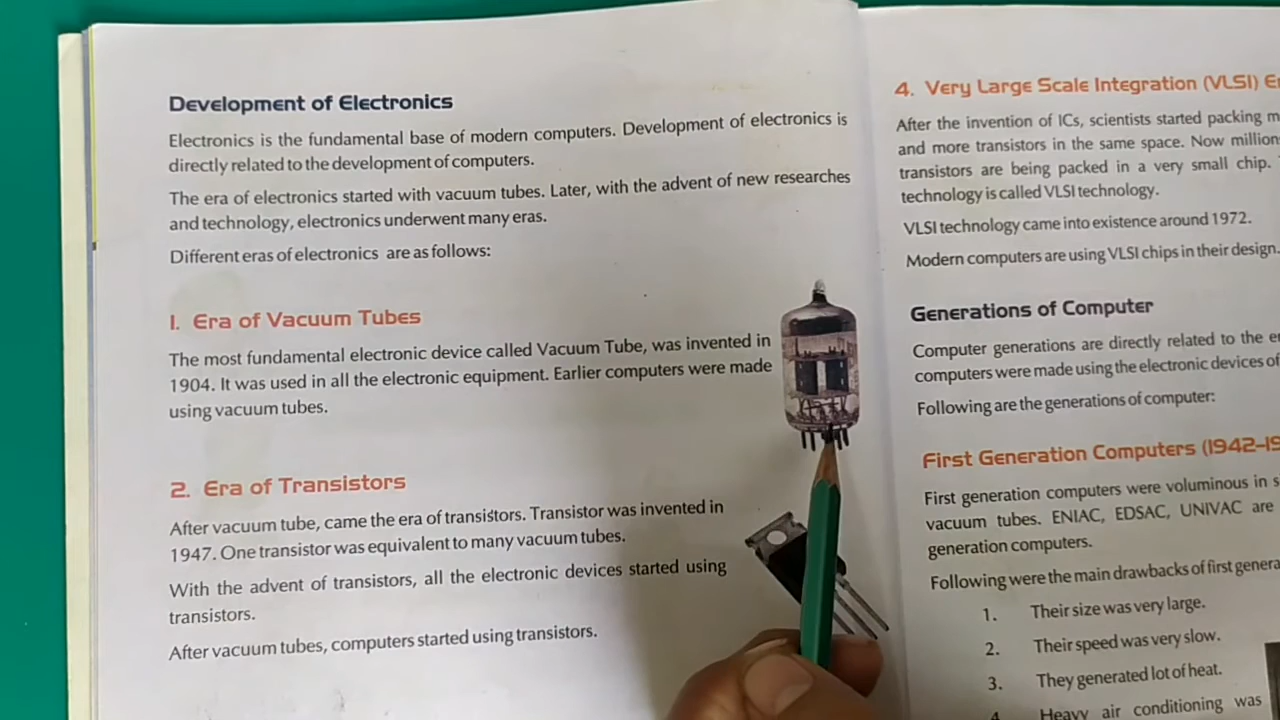 Development of Electronics
Electronics is the fundamental base of modern computers. Development of electronics is
directly related to the development of computers.
The era of electronics started with vacuum tubes. Later, with the advent of new researches
and technology, electronics underwent many eras.
Different eras of electronics are as follows:
1. Era of Vacuum Tubes
The most fundamental electronic device called Vacuum Tube, was invented in
1904. It was used in all the electronic equipment. Earlier computers were made
using vacuum tubes.
2. Era of Transistors
After vacuum tube, came the era of transistors. Transistor was invented in
1947. One transistor was equivalent to many vacuum tubes.
With the advent of transistors, all the electronic devices started using
transistors.
After vacuum tubes, computers started using transistors.
4. Very Large Scale Integration (VLSI)
After the invention of ICs, scientists started packing
and more transistors in the same space. Now
transistors are being packed in a very small chip.
technology is called VLSI technology.
VLSI technology came into existence around 1972.
Modern computers are using VLSI chips in their design.
Generations of Computer
Computer generations are directly related to the
computers were made using the electronic devices of
Following are the generations of computer:
First Generation Computers (1942-
First generation computers were voluminous in
vacuum tubes. ENIAC, EDSAC, UNIVAC are
generation computers.
Following were the main drawbacks of first
1. Their size was very large.
2. Their speed was very slow.
3. They generated lot of heat.
4. Heavy air conditioning was